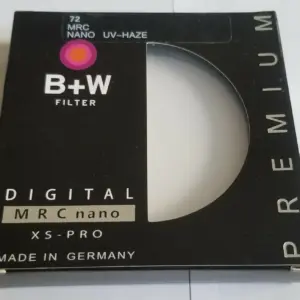 72
MRC
NANO UV-HAZE
B+W
FILTER
DIGITAL
MRC nano
XS-PRO
MADE IN GERMANY
PREMIUM